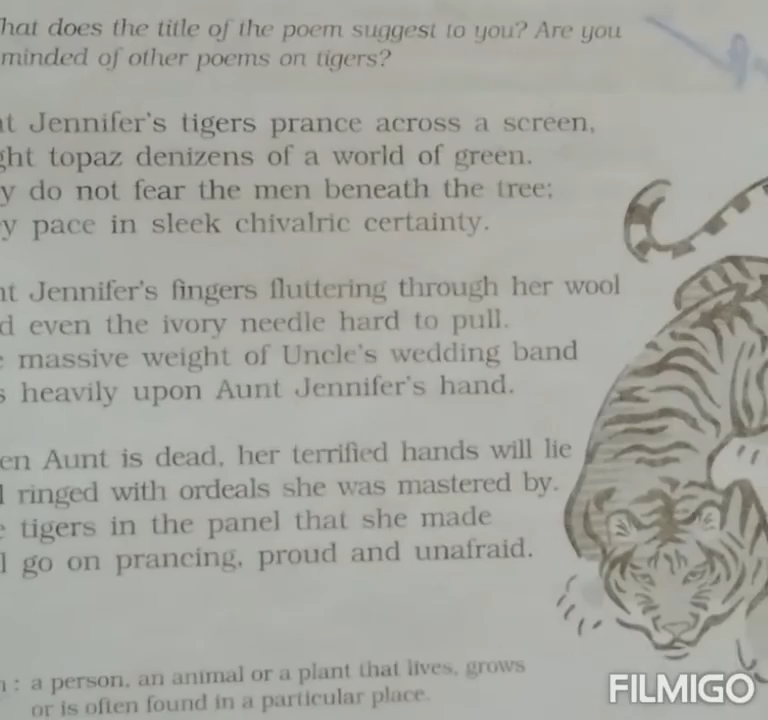 hat does the title of the poem suggest to you? Are you
minded of other poems on tigers?
nt Jennifer's tigers prance across a screen,
ght topaz denizens of a world of green.
y do not fear the men beneath the tree;
y pace in sleek chivalric certainty.
nt Jennifer's fingers fluttering through her wool
d even the ivory needle hard to pull.
e massive weight of Uncle's wedding band
s heavily upon Aunt Jennifer's hand.
en Aunt is dead, her terrified hands will lie
l ringed with ordeals she was mastered by.
e tigers in the panel that she made
l go on prancing, proud and unafraid.
n : a person, an animal or a plant that lives, grows
or is often found in a particular place.
FILMIGO